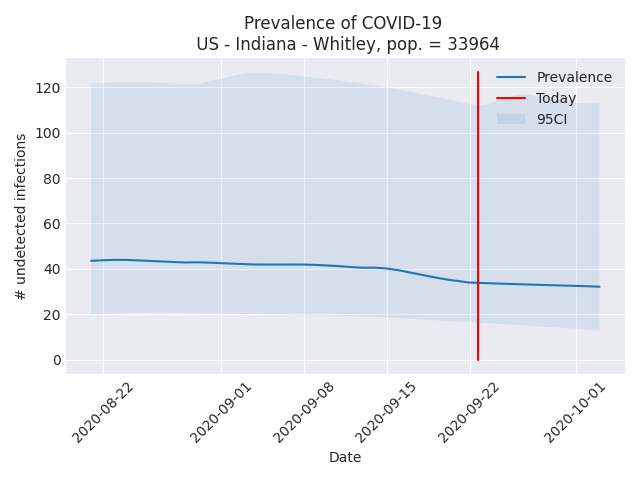 Prevalence of COVID-19
US - Indiana - Whitley, pop. = 33964
Prevalence
Today
95CI
# undetected infections
120
100
80
60
40
20
0
2020-08-22
2020-09-01
2020-09-08
2020-09-15
2020-09-22
2020-10-01
Date